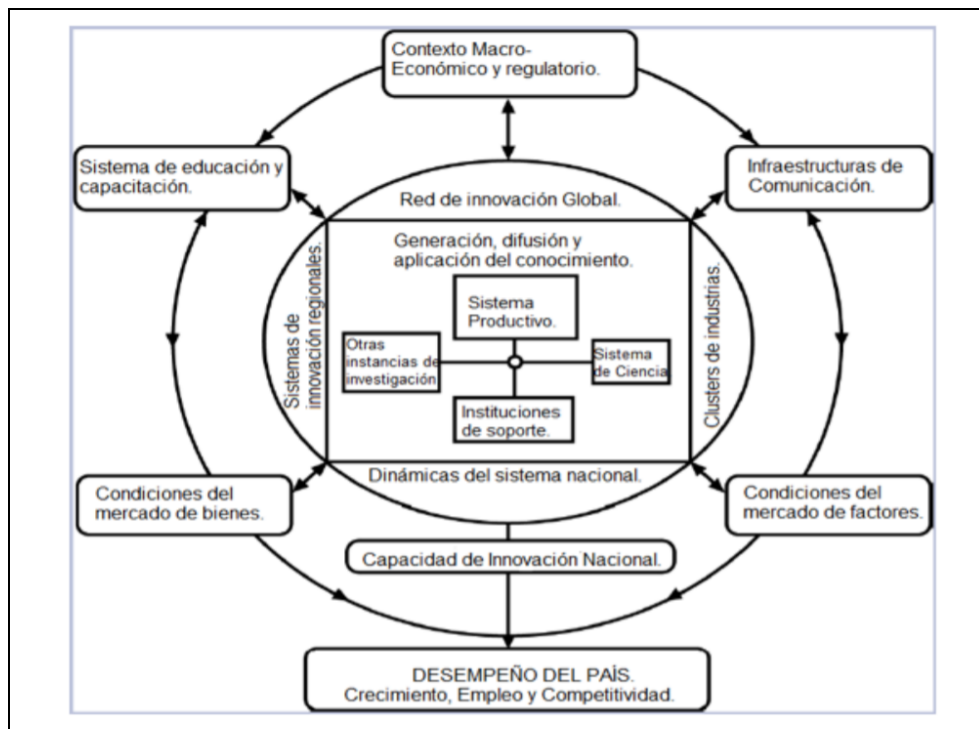 Contexto Macro-
Económico y regulatorio.
Sistema de educación y
capacitación.
Infraestructuras de
Comunicación.
Red de innovación Global.
Generación, difusión y
aplicación del conocimiento.
Sistemas de
innovación regionales.
Sistema
Productivo.
Otras
instancias de
investigación
Sistema
de Ciencia
Clusters de industrias.
Instituciones
de soporte.
Dinámicas del sistema nacional.
Condiciones del
mercado de bienes.
Condiciones del
mercado de factores.
Capacidad de Innovación Nacional.
DESEMPEÑO DEL PAÍS.
Crecimiento, Empleo y Competitividad.